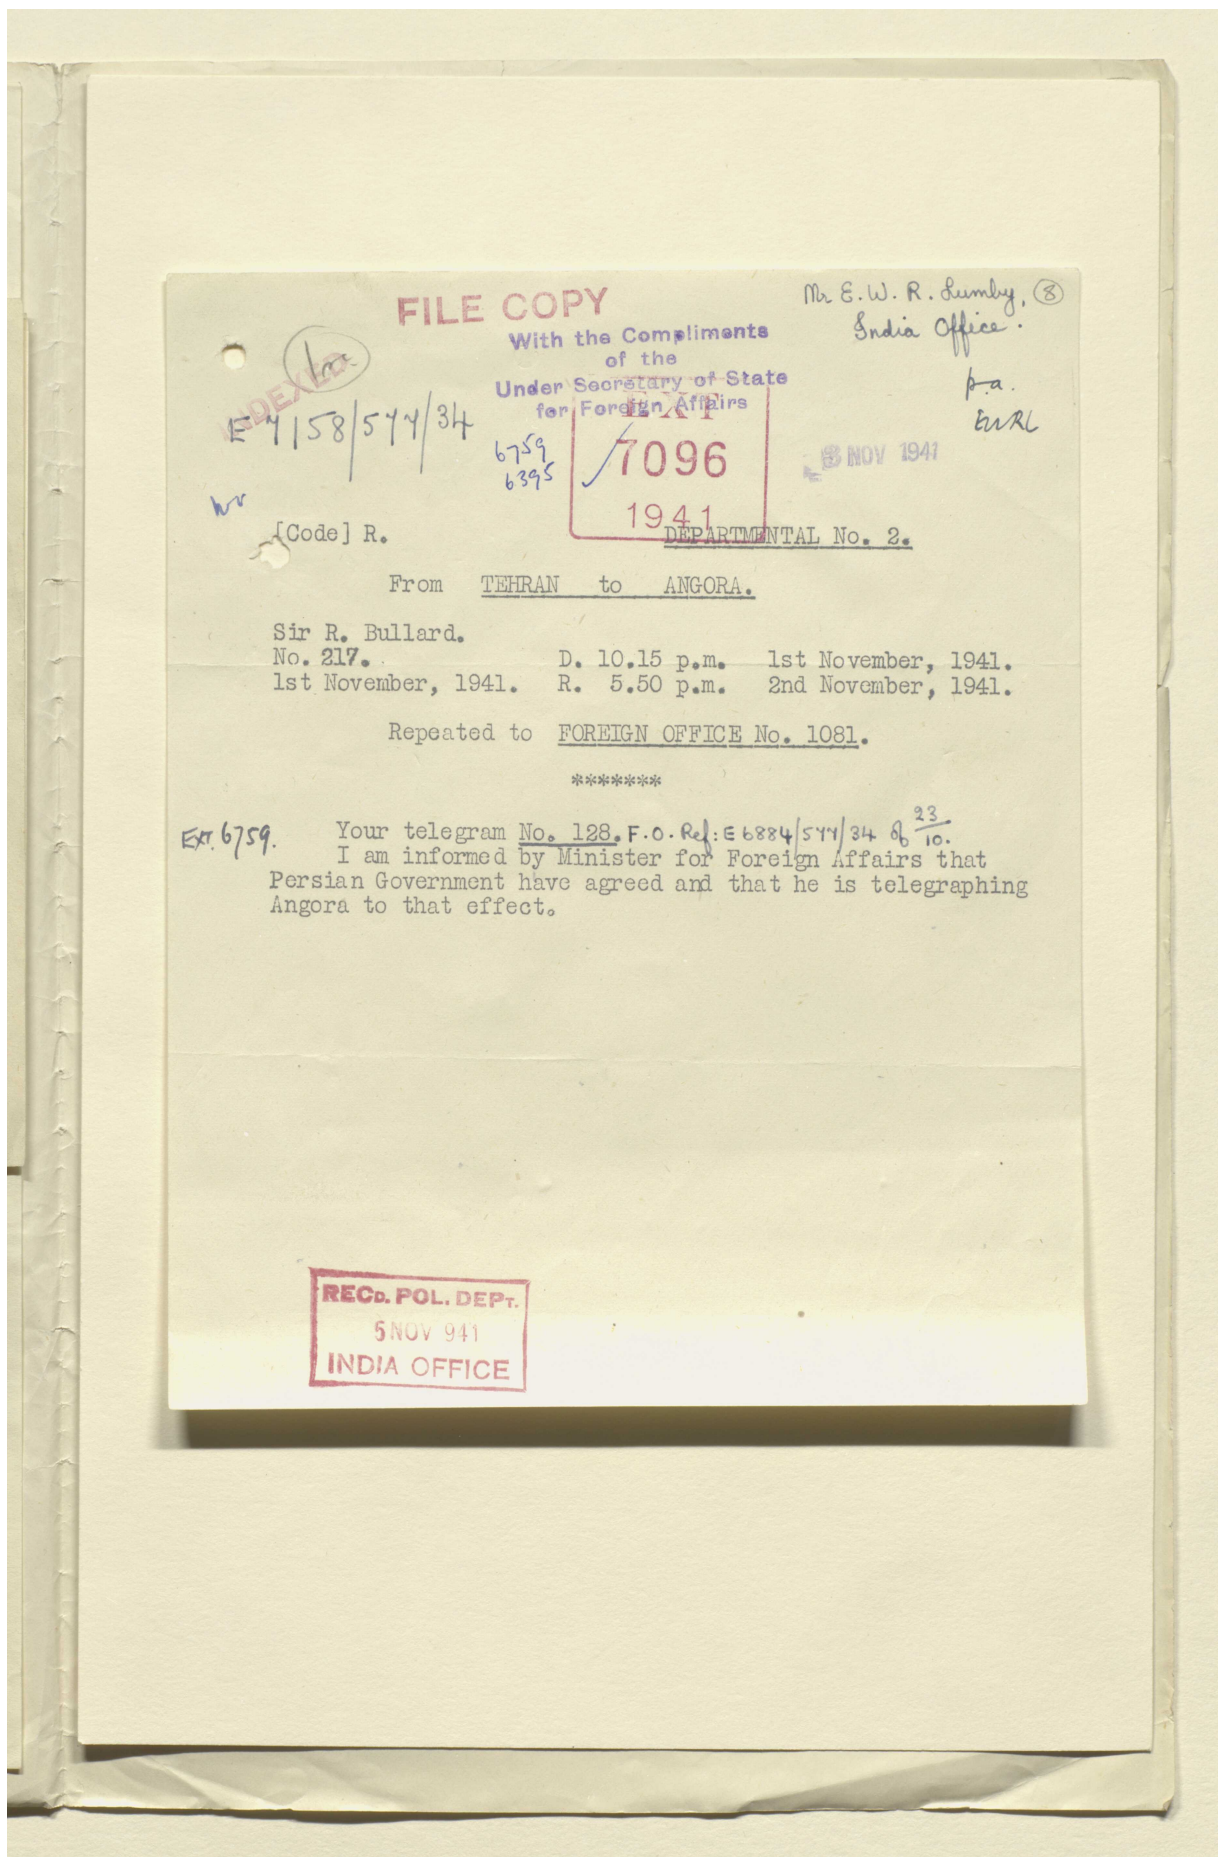 FILE COPY
Mr E. W. R. Lumby, 8
India Office.
With the Compliments
of the
Under Secretary of State
for Foreign Affairs
INDEXED
p.a.
EWRL
E 7158/577/34
EXT
6759
7096
6395
NOV 1941
1941
[Code] R.
DEPARTMENTAL No. 2.
From TEHRAN to ANGORA.
Sir R. Bullard.
No. 217. D. 10.15 p.m. 1st November, 1941.
1st November, 1941. R. 5.50 p.m. 2nd November, 1941.
Repeated to FOREIGN OFFICE No. 1081.
*******
EXT. 6759. Your telegram No. 128. F.O. Ref: E 6884/577/34 of 23/10.
I am informed by Minister for Foreign Affairs that
Persian Government have agreed and that he is telegraphing
Angora to that effect.
RECD. POL. DEPT.
5 NOV 941
INDIA OFFICE